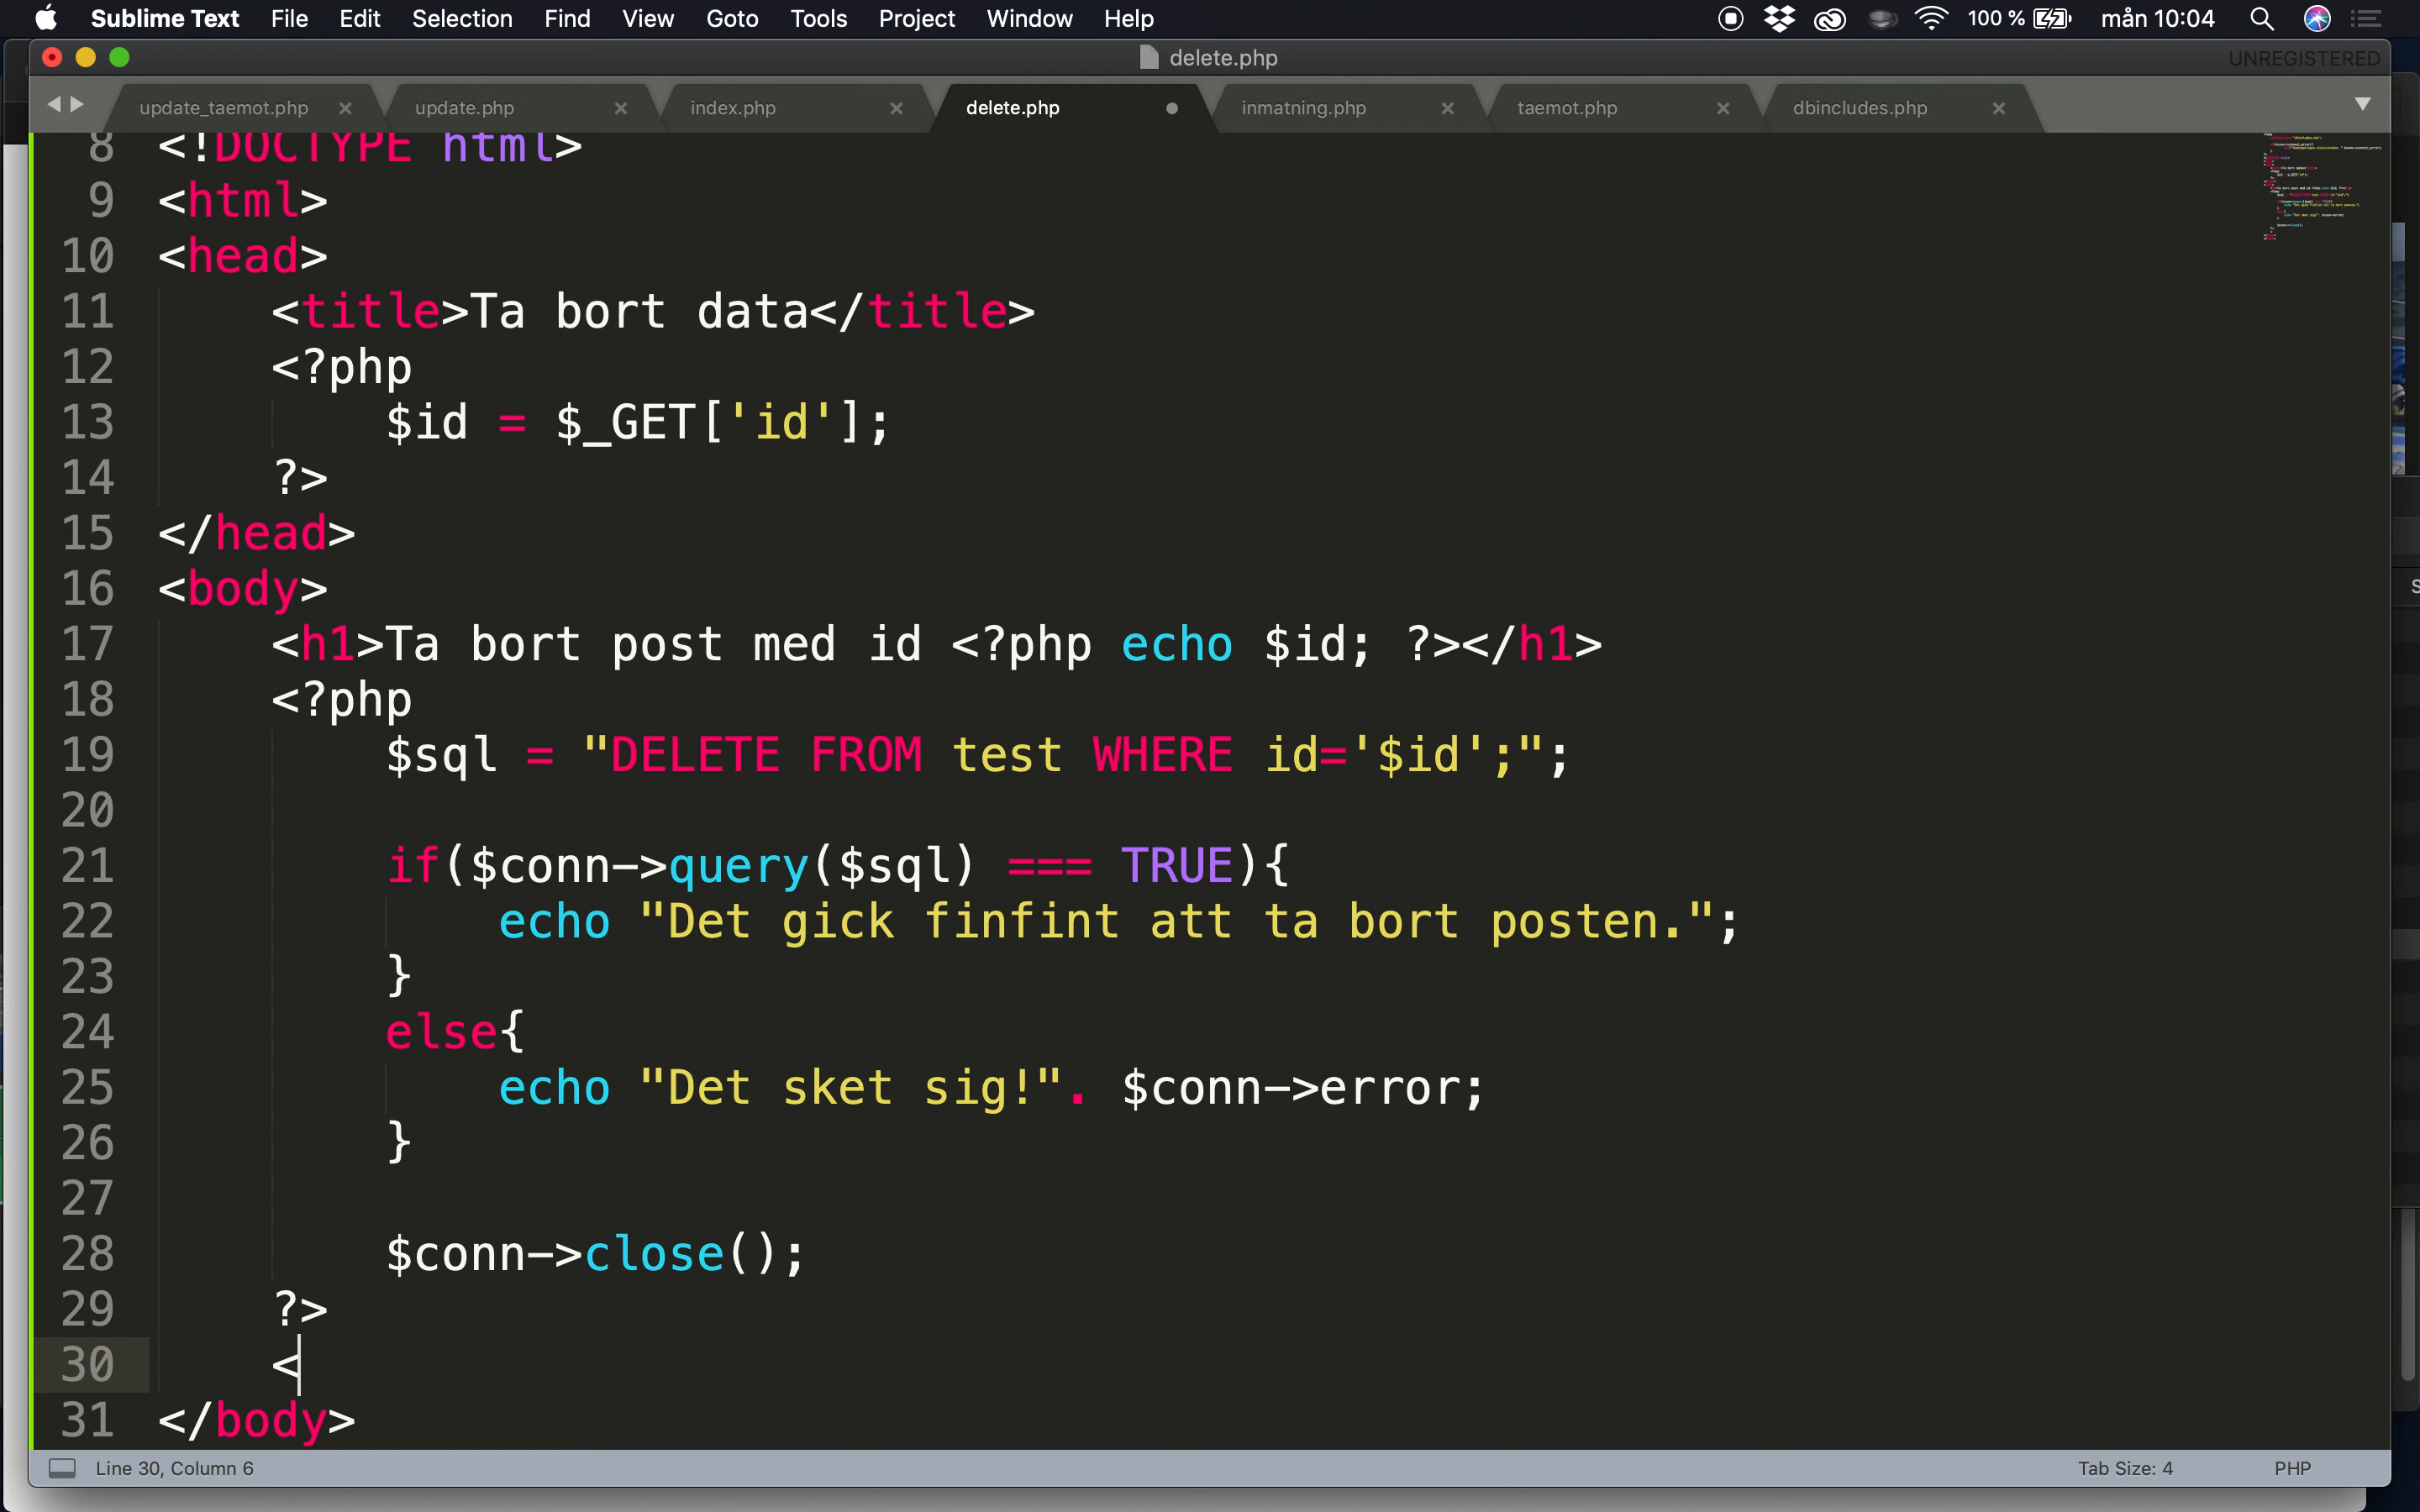 Sublime Text File Edit Selection Find View Goto Tools Project Window Help 100 % mån 10:04
delete.php UNREGISTERED
update_taemot.php update.php index.php delete.php inmatning.php taemot.php dbincludes.php
8 <!DOCTYPE html>
9 <html>
10 <head>
11 <title>Ta bort data</title>
12 <?php
13 $id = $_GET['id'];
14 ?>
15 </head>
16 <body>
17 <h1>Ta bort post med id <?php echo $id; ?></h1>
18 <?php
19 $sql = "DELETE FROM test WHERE id='$id';";
20
21 if($conn->query($sql) === TRUE){
22 echo "Det gick finfint att ta bort posten.";
23 }
24 else{
25 echo "Det sket sig!". $conn->error;
26 }
27
28 $conn->close();
29 ?>
30 <
31 </body>
Line 30, Column 6 Tab Size: 4 PHP